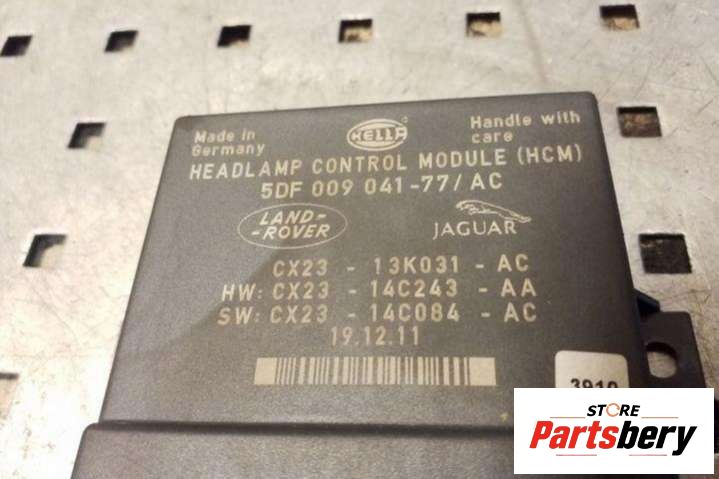 Made in
Germany
HELLA
Handle with
care
HEADLAMP CONTROL MODULE (HCM)
5DF 009 041-77/AC
LAND-
-ROVER
JAGUAR
CX23 - 13K031 - AC
HW: CX23 - 14C243 - AA
SW: CX23 - 14C084 - AC
19.12.11
3910
STORE
Partsbery